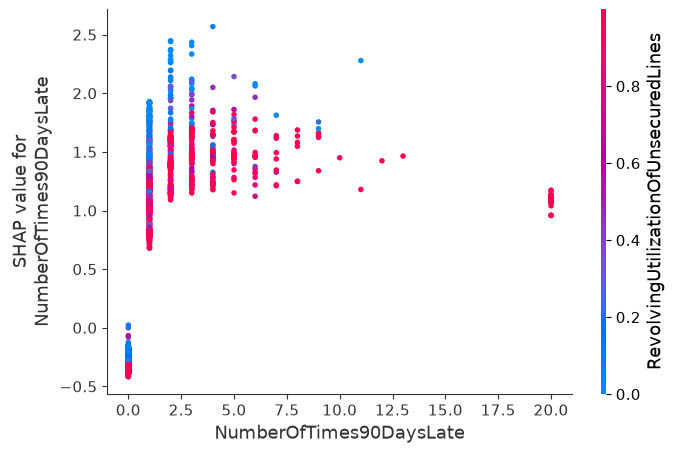 2.5
2.0
1.5
1.0
0.5
0.0
−0.5
SHAP value for
NumberOfTimes90DaysLate
0.0 2.5 5.0 7.5 10.0 12.5 15.0 17.5 20.0
NumberOfTimes90DaysLate
0.8
0.6
0.4
0.2
0.0
RevolvingUtilizationOfUnsecuredLines